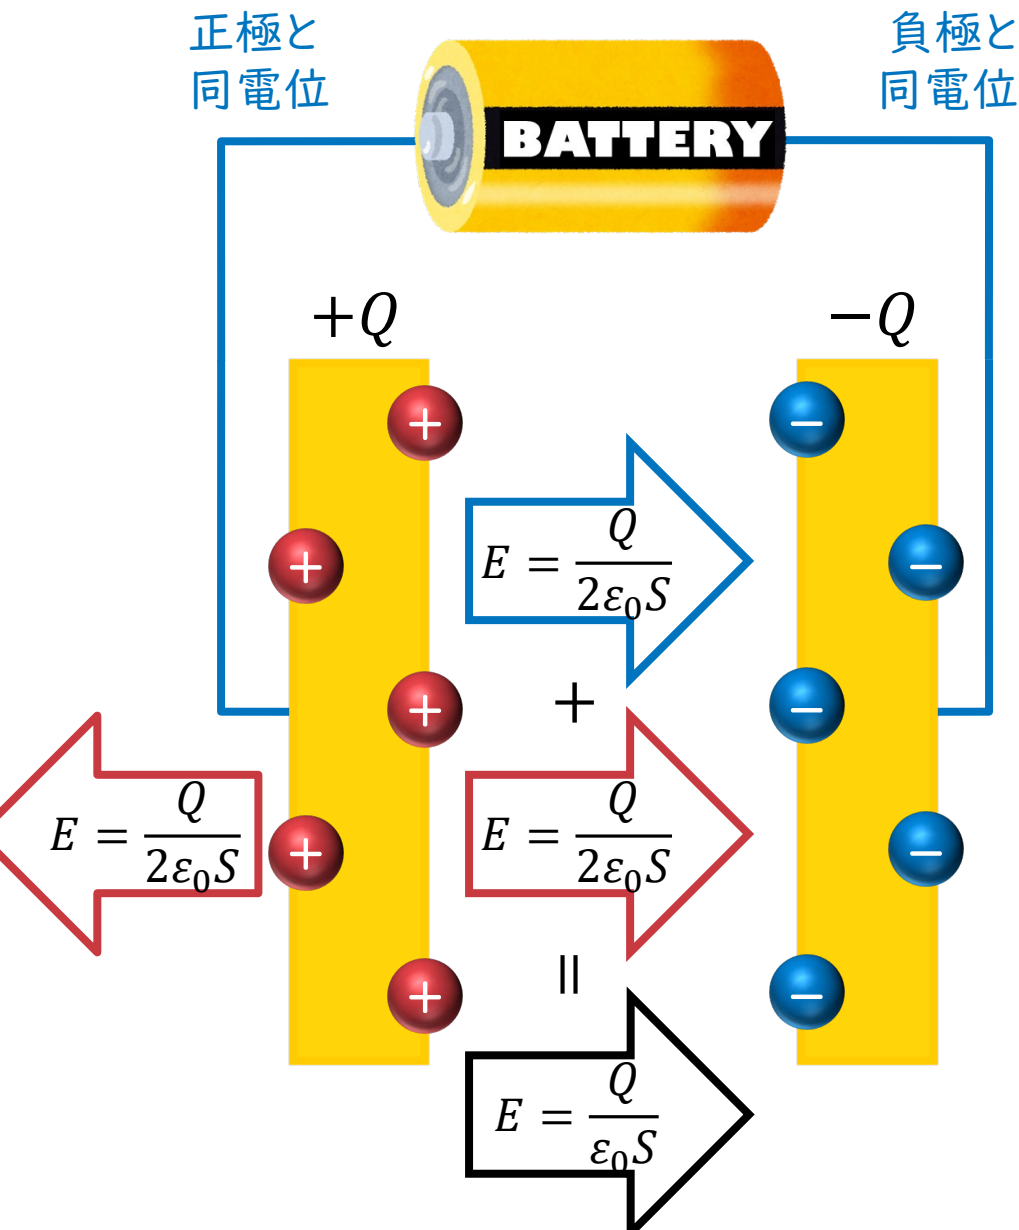 正極と
同電位
負極と
同電位
BATTERY
+Q
−Q
+
−
E = Q/2ε₀S
+
−
+
+
−
E = Q/2ε₀S
E = Q/2ε₀S
+
−
=
+
−
E = Q/ε₀S